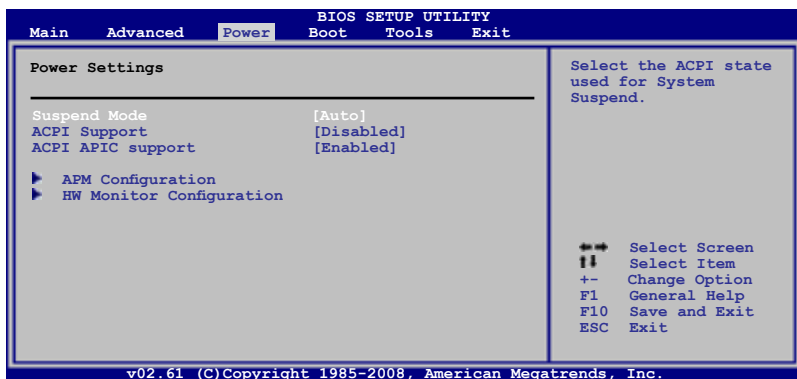 BIOS SETUP UTILITY
Main Advanced Power Boot Tools Exit
Power Settings
Suspend Mode [Auto]
ACPI Support [Disabled]
ACPI APIC support [Enabled]
APM Configuration
HW Monitor Configuration
Select the ACPI state
used for System
Suspend.
Select Screen
Select Item
+- Change Option
F1 General Help
F10 Save and Exit
ESC Exit
v02.61 (C)Copyright 1985-2008, American Megatrends, Inc.